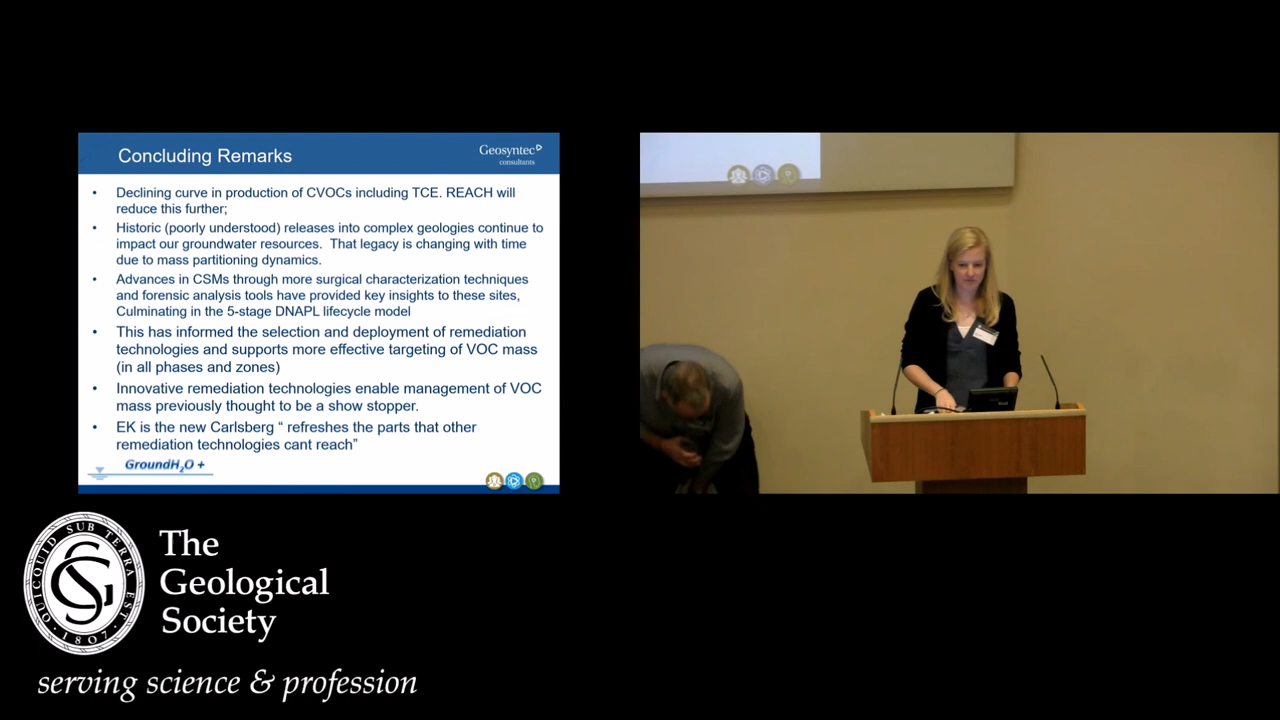 Concluding Remarks
Geosyntec
consultants
• Declining curve in production of CVOCs including TCE. REACH will
reduce this further;
• Historic (poorly understood) releases into complex geologies continue to
impact our groundwater resources. That legacy is changing with time
due to mass partitioning dynamics.
• Advances in CSMs through more surgical characterization techniques
and forensic analysis tools have provided key insights to these sites,
Culminating in the 5-stage DNAPL lifecycle model
• This has informed the selection and deployment of remediation
technologies and supports more effective targeting of VOC mass
(in all phases and zones)
• Innovative remediation technologies enable management of VOC
mass previously thought to be a show stopper.
• EK is the new Carlsberg “ refreshes the parts that other
remediation technologies cant reach”
GroundH₂O +
QUICQUID SUB TERRA EST
GS
·1807·
The
Geological
Society
serving science & profession